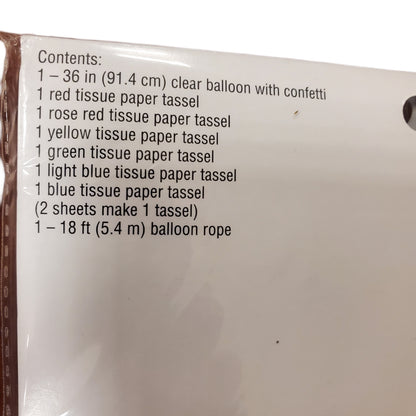 Contents:
1 – 36 in (91.4 cm) clear balloon with confetti
1 red tissue paper tassel
1 rose red tissue paper tassel
1 yellow tissue paper tassel
1 green tissue paper tassel
1 light blue tissue paper tassel
1 blue tissue paper tassel
(2 sheets make 1 tassel)
1 – 18 ft (5.4 m) balloon rope